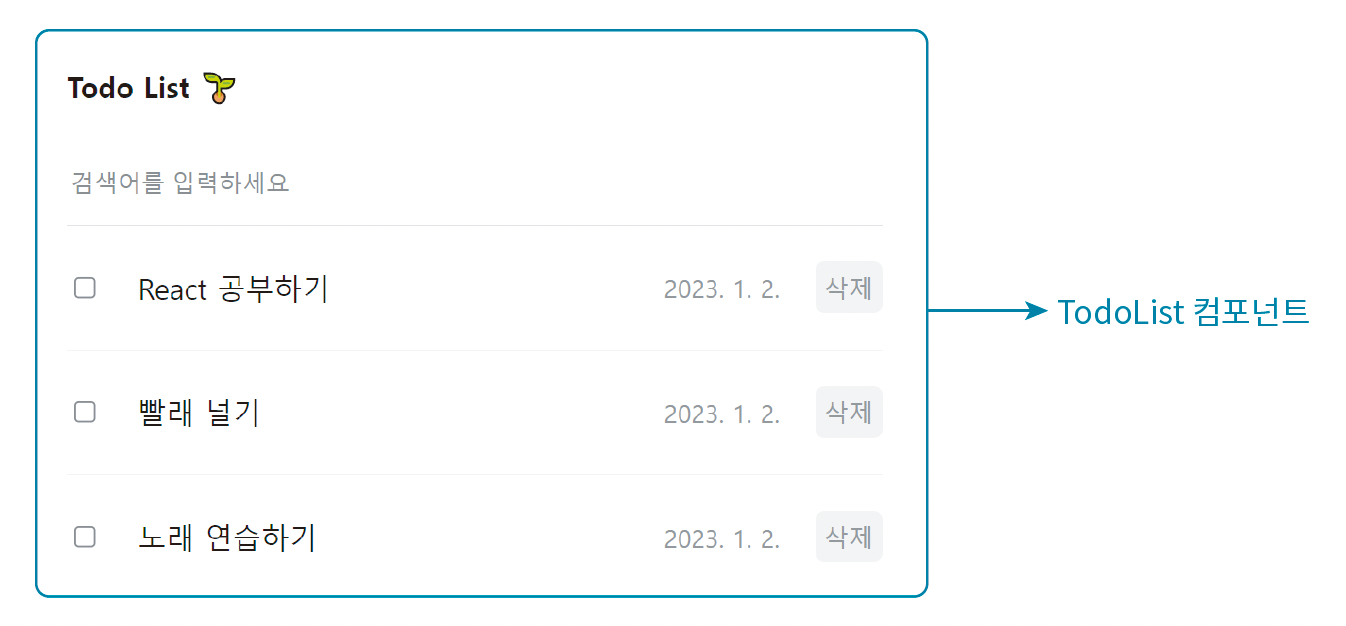 Todo List 🌱
검색어를 입력하세요
React 공부하기 2023. 1. 2. 삭제
TodoList 컴포넌트
빨래 널기 2023. 1. 2. 삭제
노래 연습하기 2023. 1. 2. 삭제